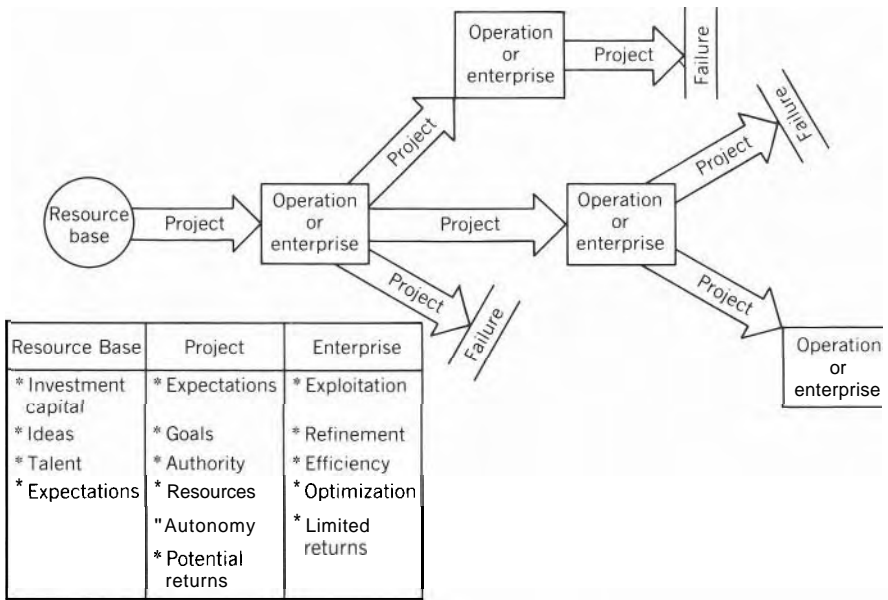 Operation
or
enterprise
Project
Failure
Project
Failure
Project
Resource
base
Project
Operation
or
enterprise
Project
Operation
or
enterprise
Project
Failure
Project
Operation
or
enterprise
Resource Base
Project
Enterprise
* Investment
capital
* Ideas
* Talent
* Expectations
* Expectations
* Goals
* Authority
* Resources
"Autonomy
* Potential
returns
* Exploitation
* Refinement
* Efficiency
* Optimization
* Limited
returns